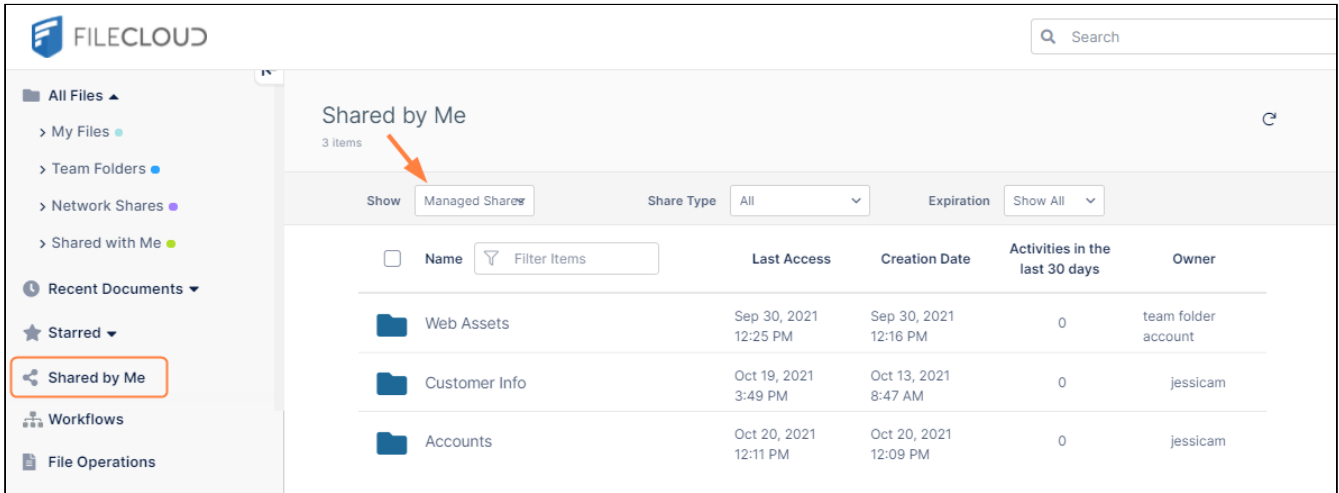 FILECLOUD
Search
All Files
My Files
Team Folders
Network Shares
Shared with Me
Recent Documents
Starred
Shared by Me
Workflows
File Operations
Shared by Me
3 items
Show Managed Shares Share Type All Expiration Show All
Name Filter Items Last Access Creation Date Activities in the last 30 days Owner
Web Assets Sep 30, 2021 12:25 PM Sep 30, 2021 12:16 PM 0 team folder account
Customer Info Oct 19, 2021 3:49 PM Oct 13, 2021 8:47 AM 0 jessicam
Accounts Oct 20, 2021 12:11 PM Oct 20, 2021 12:09 PM 0 jessicam